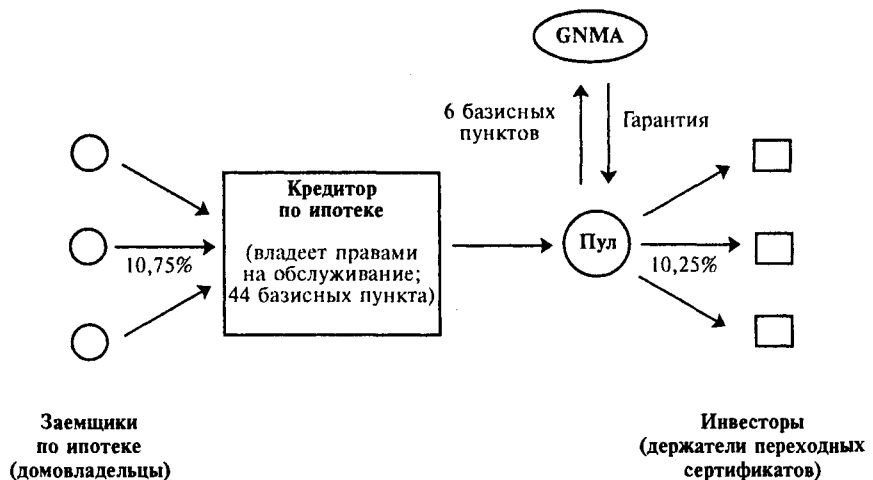 GNMA
6 базисных
пунктов
Гарантия
Кредитор
по ипотеке
(владеет правами
на обслуживание;
44 базисных пункта)
10,75%
Пул
10,25%
Заемщики
по ипотеке
(домовладельцы)
Инвесторы
(держатели переходных
сертификатов)